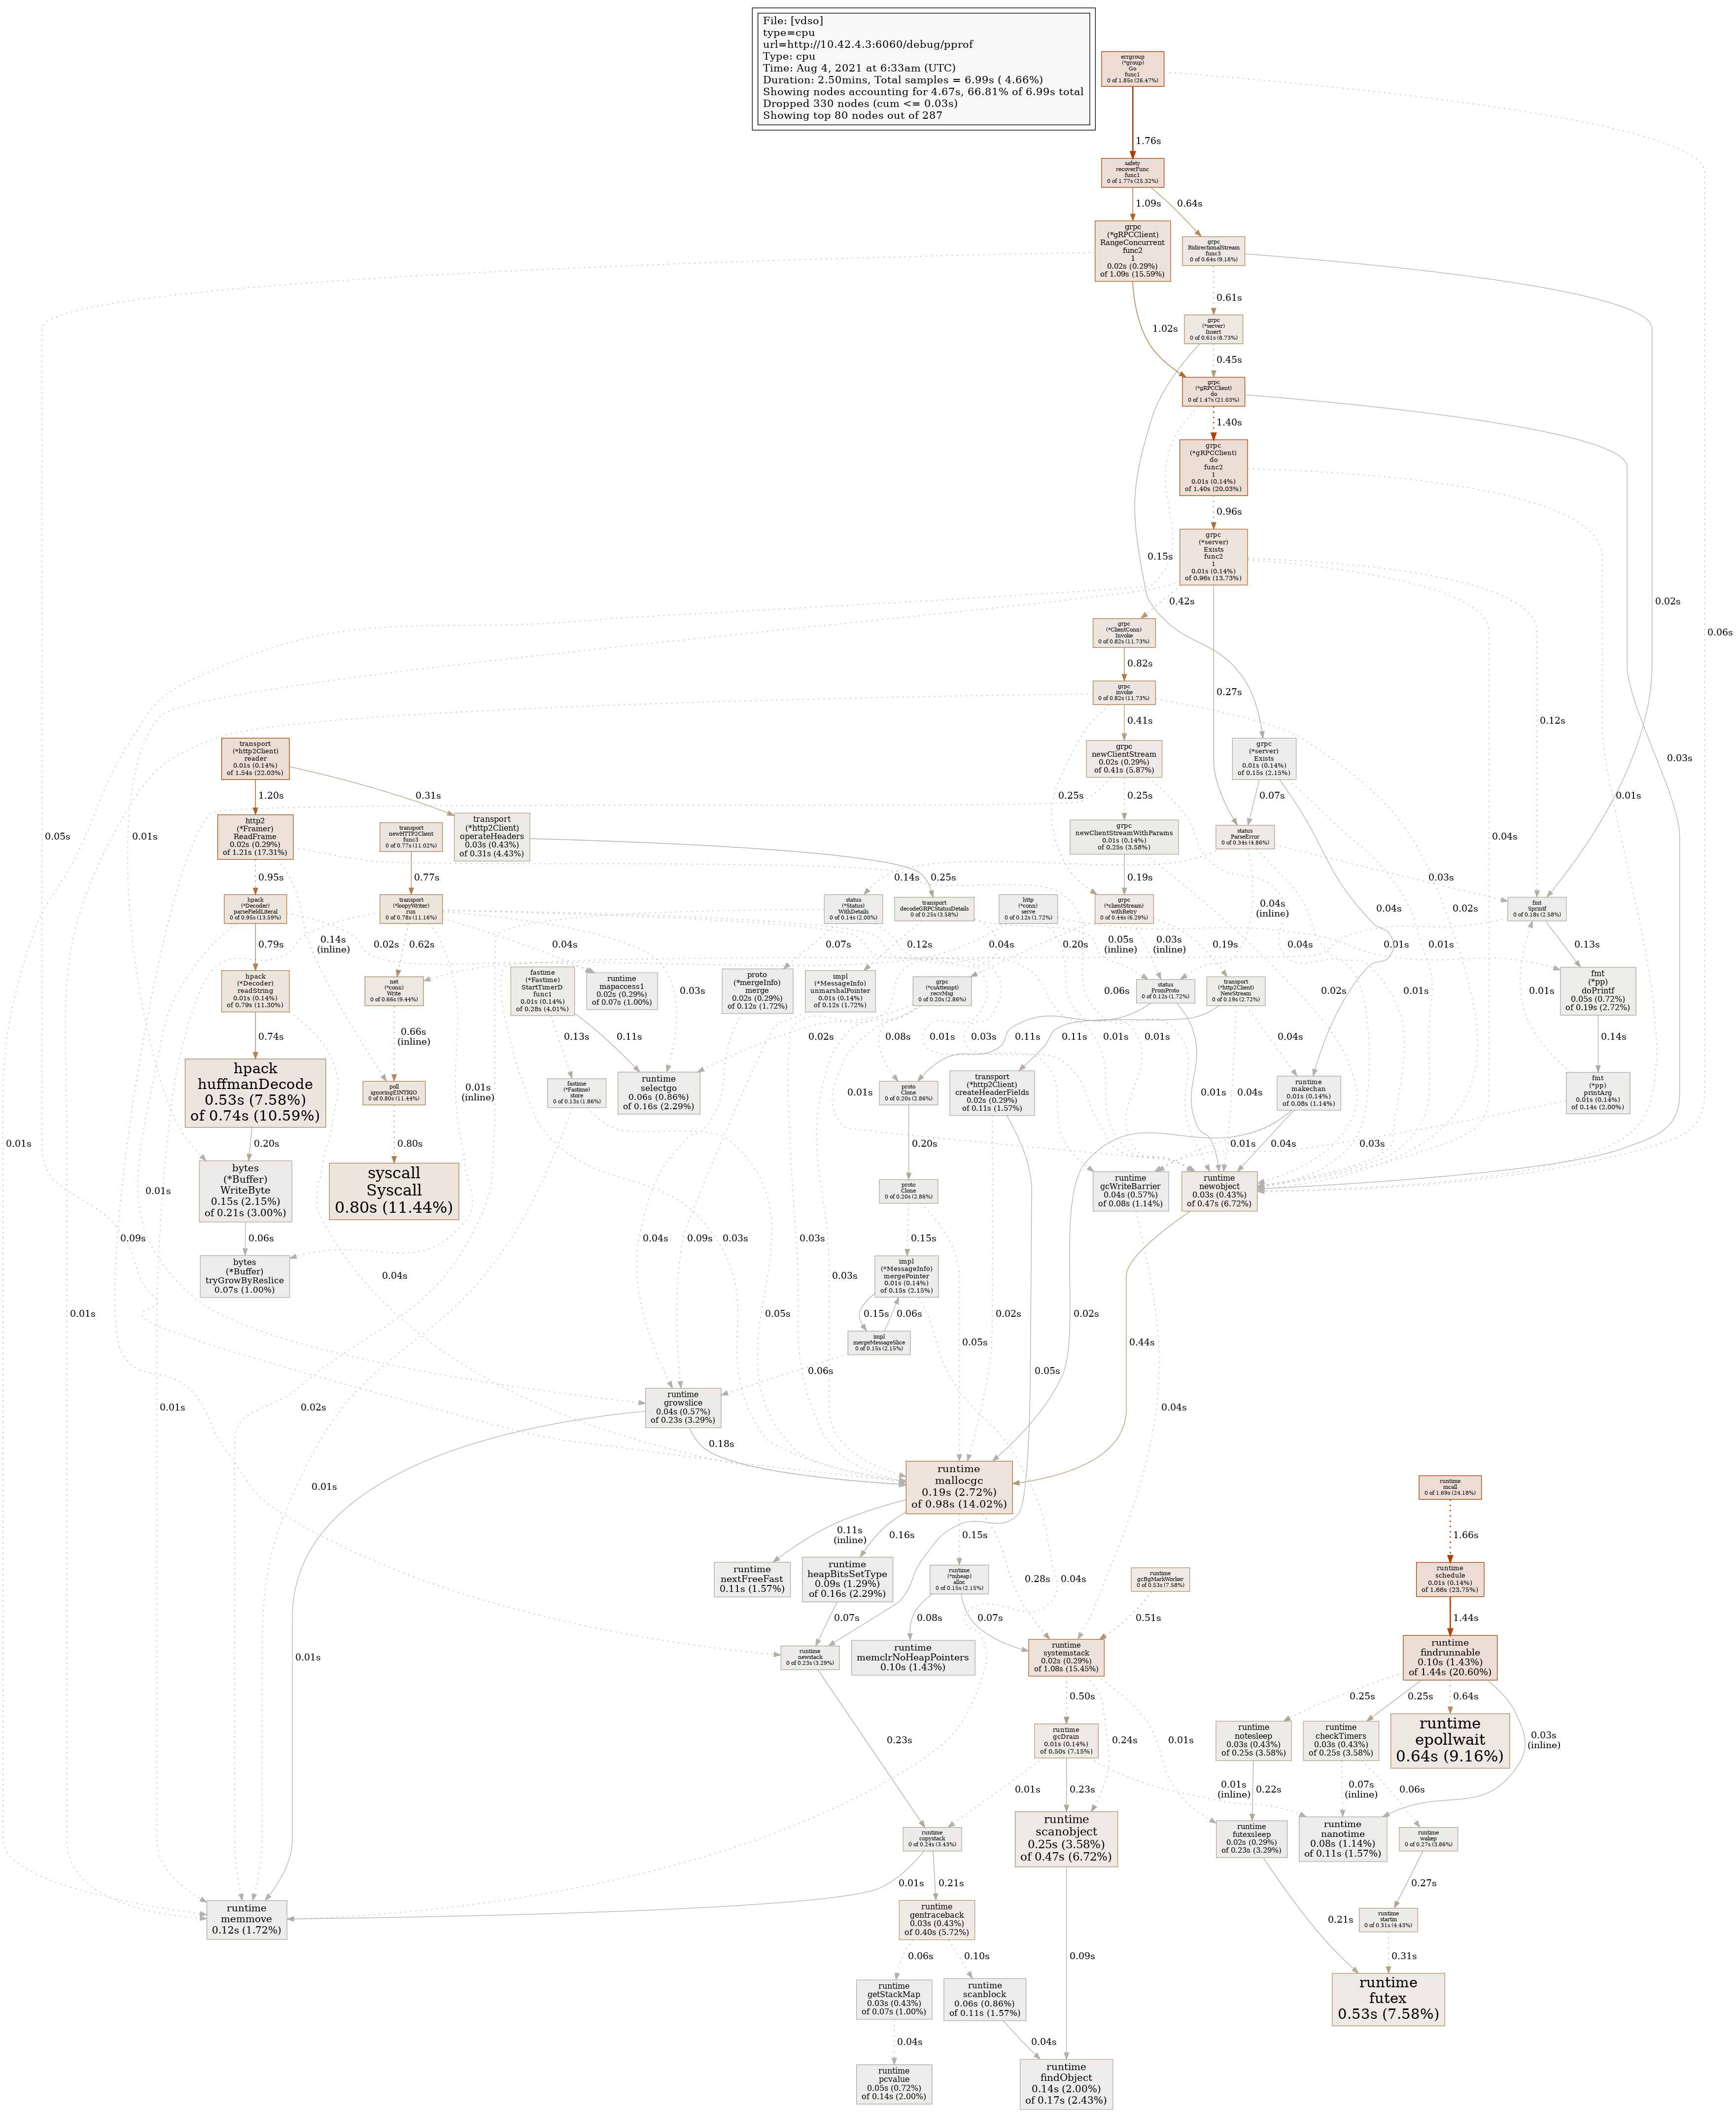 File: [vdso]
type=cpu
url=http://10.42.4.3:6060/debug/pprof
Type: cpu
Time: Aug 4, 2021 at 6:33am (UTC)
Duration: 2.50mins, Total samples = 6.99s ( 4.66%)
Showing nodes accounting for 4.67s, 66.81% of 6.99s total
Dropped 330 nodes (cum <= 0.03s)
Showing top 80 nodes out of 287
errgroup
(*group)
Go
func1
0 of 1.85s (26.47%)
1.76s
safety
recoverFunc
func1
0 of 1.77s (25.32%)
1.09s
0.64s
grpc
(*gRPCClient)
RangeConcurrent
func2
1
0.02s (0.29%)
of 1.09s (15.59%)
grpc
BidirectionalStream
func3
0 of 0.64s (9.16%)
0.61s
grpc
(*server)
Insert
0 of 0.61s (8.73%)
1.02s
0.45s
grpc
(*gRPCClient)
do
0 of 1.47s (21.03%)
1.40s
grpc
(*gRPCClient)
do
func2
1
0.01s (0.14%)
of 1.40s (20.03%)
0.96s
grpc
(*server)
Exists
func2
1
0.01s (0.14%)
of 0.96s (13.73%)
0.15s
0.42s
0.02s
0.06s
grpc
(*ClientConn)
Invoke
0 of 0.82s (11.73%)
0.82s
grpc
invoke
0 of 0.82s (11.73%)
0.27s
0.12s
0.41s
transport
(*http2Client)
reader
0.01s (0.14%)
of 1.54s (22.03%)
grpc
newClientStream
0.02s (0.29%)
of 0.41s (5.87%)
grpc
(*server)
Exists
0.01s (0.14%)
of 0.15s (2.15%)
0.03s
1.20s
0.31s
0.25s
0.25s
0.07s
0.01s
http2
(*Framer)
ReadFrame
0.02s (0.29%)
of 1.21s (17.31%)
transport
newHTTP2Client
func3
0 of 0.77s (11.02%)
transport
(*http2Client)
operateHeaders
0.03s (0.43%)
of 0.31s (4.43%)
grpc
newClientStreamWithParams
0.01s (0.14%)
of 0.25s (3.58%)
status
ParseError
0 of 0.34s (4.86%)
0.05s
0.01s
0.04s
0.95s
0.77s
0.25s
0.14s
0.19s
0.04s
(inline)
0.03s
0.02s
hpack
(*Decoder)
parseFieldLiteral
0 of 0.95s (13.59%)
transport
(*loopyWriter)
run
0 of 0.78s (11.16%)
status
(*Status)
WithDetails
0 of 0.14s (2.00%)
transport
decodeGRPCStatusDetails
0 of 0.25s (3.58%)
http
(*conn)
serve
0 of 0.12s (1.72%)
grpc
(*clientStream)
withRetry
0 of 0.44s (6.29%)
fmt
Sprintf
0 of 0.18s (2.58%)
0.04s
0.79s
0.14s
(inline)
0.02s
0.62s
0.04s
0.07s
0.12s
0.04s
0.20s
0.05s
(inline)
0.03s
(inline)
0.19s
0.04s
0.01s
0.01s
0.13s
hpack
(*Decoder)
readString
0.01s (0.14%)
of 0.79s (11.30%)
net
(*conn)
Write
0 of 0.66s (9.44%)
fastime
(*Fastime)
StartTimerD
func1
0.01s (0.14%)
of 0.28s (4.01%)
runtime
mapaccess1
0.02s (0.29%)
of 0.07s (1.00%)
proto
(*mergeInfo)
merge
0.02s (0.29%)
of 0.12s (1.72%)
impl
(*MessageInfo)
unmarshalPointer
0.01s (0.14%)
of 0.12s (1.72%)
grpc
(*csAttempt)
recvMsg
0 of 0.20s (2.86%)
status
FromProto
0 of 0.12s (1.72%)
transport
(*http2Client)
NewStream
0 of 0.19s (2.72%)
fmt
(*pp)
doPrintf
0.05s (0.72%)
of 0.19s (2.72%)
0.03s
0.06s
0.02s
0.01s
0.01s
0.74s
0.66s
(inline)
0.13s
0.11s
0.02s
0.08s
0.01s
0.03s
0.11s
0.11s
0.01s
0.01s
0.04s
0.14s
hpack
huffmanDecode
0.53s (7.58%)
of 0.74s (10.59%)
poll
ignoringEINTRIO
0 of 0.80s (11.44%)
0.01s
(inline)
fastime
(*Fastime)
store
0 of 0.13s (1.86%)
runtime
selectgo
0.06s (0.86%)
of 0.16s (2.29%)
0.01s
proto
Clone
0 of 0.20s (2.86%)
transport
(*http2Client)
createHeaderFields
0.02s (0.29%)
of 0.11s (1.57%)
0.01s
0.04s
runtime
makechan
0.01s (0.14%)
of 0.08s (1.14%)
fmt
(*pp)
printArg
0.01s (0.14%)
of 0.14s (2.00%)
0.20s
0.80s
0.20s
0.01s
0.04s
0.03s
bytes
(*Buffer)
WriteByte
0.15s (2.15%)
of 0.21s (3.00%)
syscall
Syscall
0.80s (11.44%)
proto
Clone
0 of 0.20s (2.86%)
runtime
gcWriteBarrier
0.04s (0.57%)
of 0.08s (1.14%)
runtime
newobject
0.03s (0.43%)
of 0.47s (6.72%)
0.01s
0.09s
0.06s
0.04s
0.09s
0.03s
0.15s
bytes
(*Buffer)
tryGrowByReslice
0.07s (1.00%)
0.04s
0.03s
0.03s
impl
(*MessageInfo)
mergePointer
0.01s (0.14%)
of 0.15s (2.15%)
0.01s
0.05s
0.15s
0.06s
0.02s
0.02s
0.44s
impl
mergeMessageSlice
0 of 0.15s (2.15%)
0.05s
0.06s
0.05s
runtime
growslice
0.04s (0.57%)
of 0.23s (3.29%)
0.01s
0.01s
0.02s
0.04s
0.18s
0.01s
runtime
mallocgc
0.19s (2.72%)
of 0.98s (14.02%)
runtime
mcall
0 of 1.69s (24.18%)
0.11s
(inline)
0.16s
0.15s
1.66s
runtime
nextFreeFast
0.11s (1.57%)
runtime
heapBitsSetType
0.09s (1.29%)
of 0.16s (2.29%)
runtime
(*mheap)
alloc
0 of 0.15s (2.15%)
0.28s
0.04s
runtime
gcBgMarkWorker
0 of 0.53s (7.58%)
runtime
schedule
0.01s (0.14%)
of 1.66s (23.75%)
0.07s
0.08s
0.07s
0.51s
1.44s
0.01s
runtime
newstack
0 of 0.23s (3.29%)
runtime
memclrNoHeapPointers
0.10s (1.43%)
runtime
systemstack
0.02s (0.29%)
of 1.08s (15.45%)
runtime
findrunnable
0.10s (1.43%)
of 1.44s (20.60%)
0.50s
0.25s
0.25s
0.64s
0.23s
runtime
gcDrain
0.01s (0.14%)
of 0.50s (7.15%)
0.24s
0.01s
runtime
notesleep
0.03s (0.43%)
of 0.25s (3.58%)
runtime
checkTimers
0.03s (0.43%)
of 0.25s (3.58%)
runtime
epollwait
0.64s (9.16%)
0.03s
(inline)
0.01s
0.23s
0.01s
(inline)
0.22s
0.07s
(inline)
0.06s
runtime
copystack
0 of 0.24s (3.43%)
runtime
scanobject
0.25s (3.58%)
of 0.47s (6.72%)
runtime
futexsleep
0.02s (0.29%)
of 0.23s (3.29%)
runtime
nanotime
0.08s (1.14%)
of 0.11s (1.57%)
runtime
wakep
0 of 0.27s (3.86%)
0.01s
0.21s
0.27s
runtime
memmove
0.12s (1.72%)
runtime
gentraceback
0.03s (0.43%)
of 0.40s (5.72%)
0.21s
runtime
startm
0 of 0.31s (4.43%)
0.06s
0.10s
0.09s
0.31s
runtime
getStackMap
0.03s (0.43%)
of 0.07s (1.00%)
runtime
scanblock
0.06s (0.86%)
of 0.11s (1.57%)
runtime
futex
0.53s (7.58%)
0.04s
0.04s
runtime
pcvalue
0.05s (0.72%)
of 0.14s (2.00%)
runtime
findObject
0.14s (2.00%)
of 0.17s (2.43%)